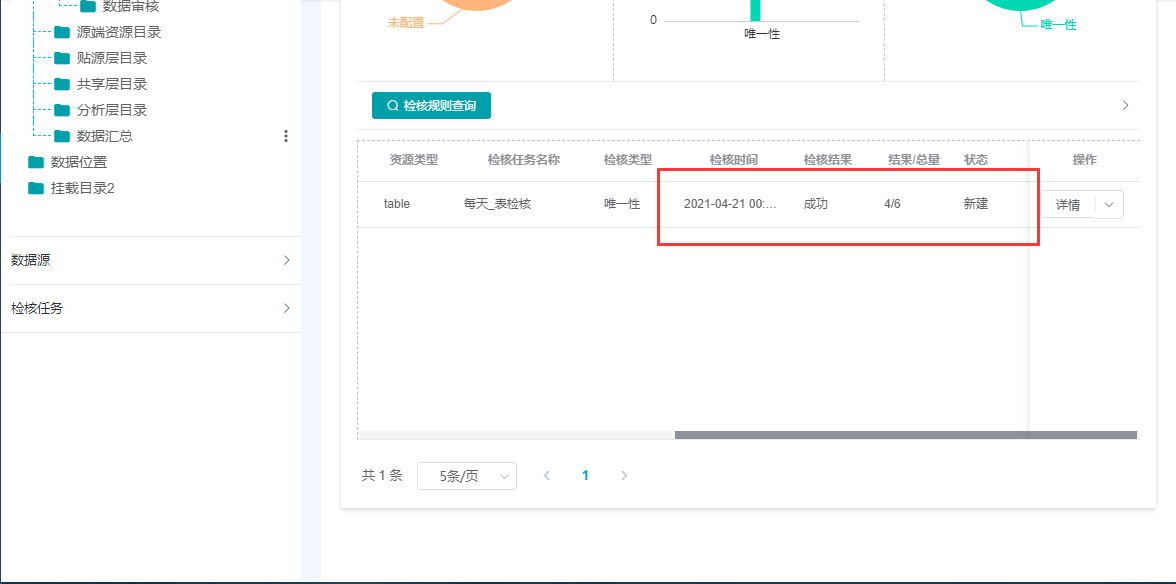 数据审核
源端资源目录
贴源层目录
共享层目录
分析层目录
数据汇总
数据位置
挂载目录2
数据源
检核任务
未配置
0
唯一性
唯一性
检核规则查询
资源类型 检核任务名称 检核类型 检核时间 检核结果 结果/总量 状态 操作
table 每天_表检核 唯一性 2021-04-21 00:... 成功 4/6 新建 详情
共 1 条 5条/页 1